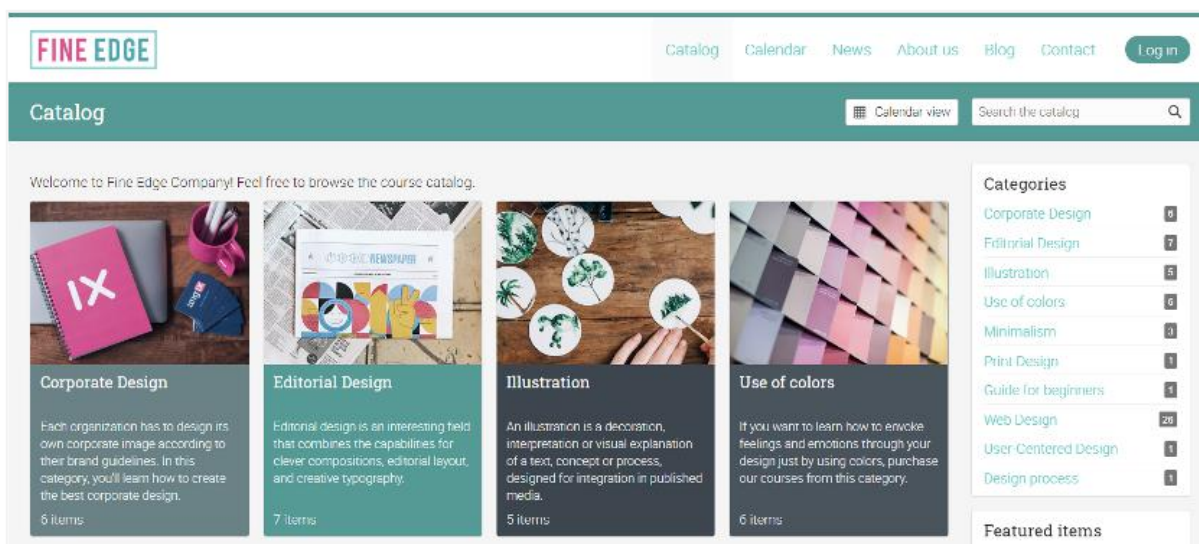 FINE EDGE
Catalog
Calendar
News
About us
Blog
Contact
Log in
Catalog
Calendar view
Search the catalog
Welcome to Fine Edge Company! Feel free to browse the course catalog.
IX
NEWSPAPER
Corporate Design
Each organization has to design its
own corporate image according to
their brand guidelines. In this
category, you'll learn how to create
the best corporate design.
6 items
Editorial Design
Editorial design is an interesting field
that combines the capabilities for
clever compositions, editorial layout,
and creative typography.
7 items
Illustration
An illustration is a decoration,
interpretation or visual explanation
of a text, concept or process,
designed for integration in published
media.
5 items
Use of colors
If you want to learn how to envoke
feelings and emotions through your
design just by using colors, purchase
our courses from this category.
6 items
Categories
Corporate Design 6
Editorial Design 7
Illustration 5
Use of colors 6
Minimalism 3
Print Design 1
Guide for beginners 1
Web Design 26
User-Centered Design 1
Design process 1
Featured items